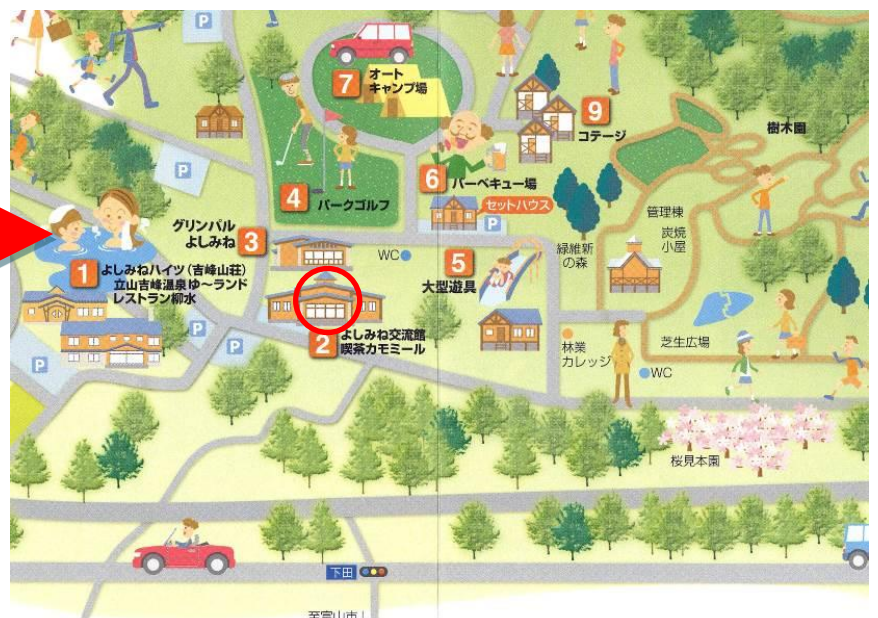 P
7
オート
キャンプ場
9
コテージ
樹木園
P
6
バーベキュー場
セットハウス
P
4
パークゴルフ
管理棟
炭焼
小屋
グリンパル
よしみね
3
WC
5
大型遊具
緑維新
の森
1
よしみねハイツ(吉峰山荘)
立山吉峰温泉ゆ〜ランド
レストラン柳水
P
2
よしみね交流館
喫茶カモミール
P
林業
カレッジ
WC
芝生広場
桜見本園
下田
至富山市